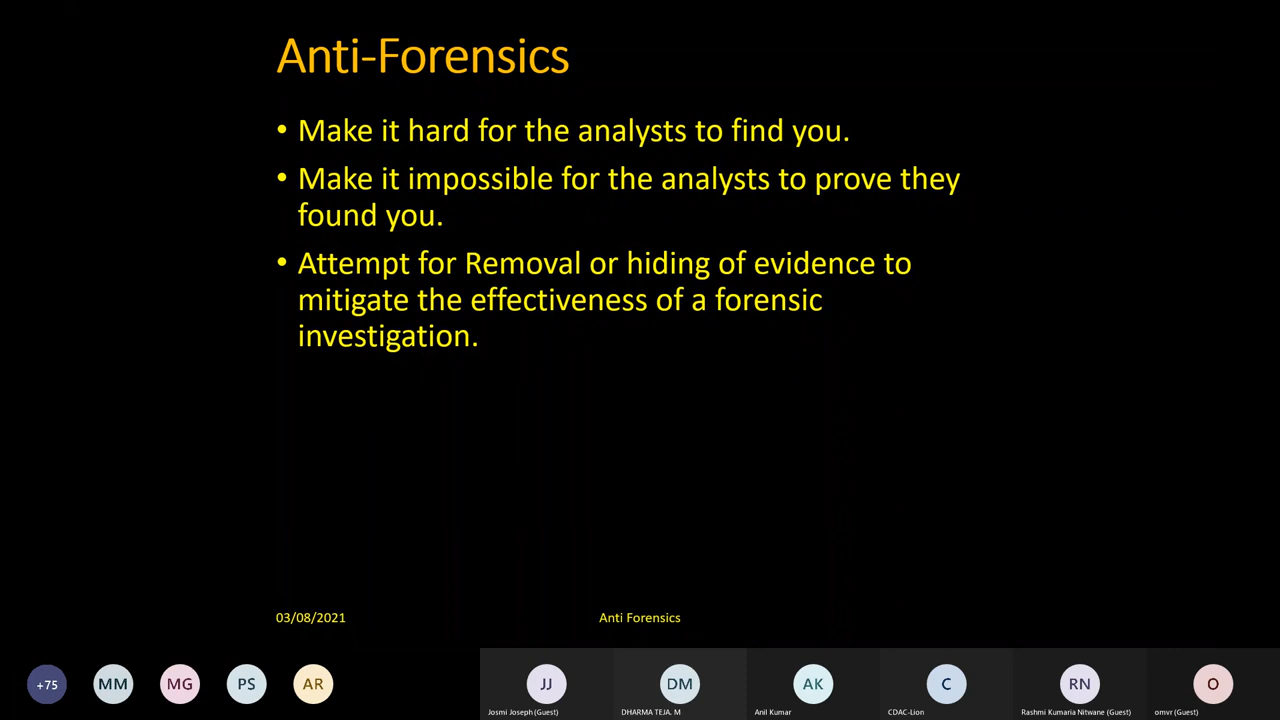 Anti-Forensics
• Make it hard for the analysts to find you.
• Make it impossible for the analysts to prove they
found you.
• Attempt for Removal or hiding of evidence to
mitigate the effectiveness of a forensic
investigation.
03/08/2021
Anti Forensics
+75
MM
MG
PS
AR
JJ
DM
AK
C
RN
O
Josmi Joseph (Guest)
DHARMA TEJA. M
Anil Kumar
CDAC-Lion
Rashmi Kumaria Nitwane (Guest)
omvr (Guest)